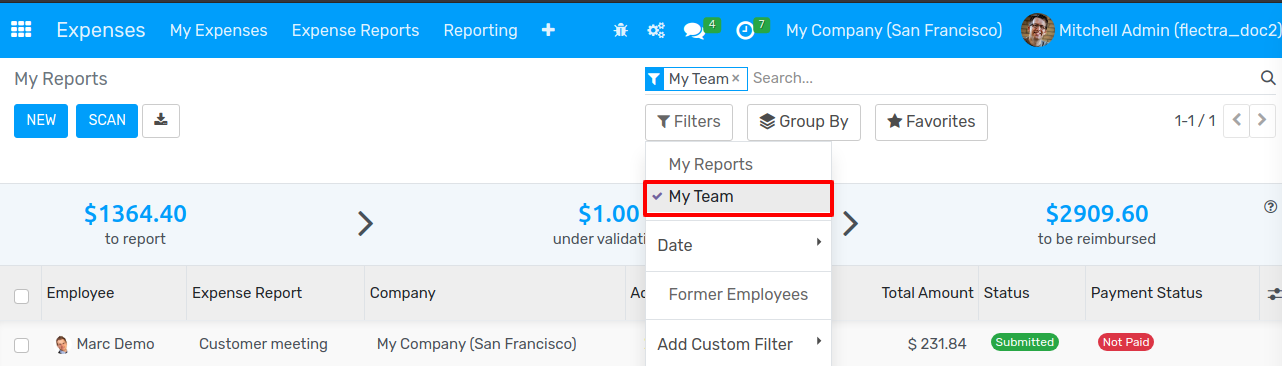 Expenses My Expenses Expense Reports Reporting 4 7 My Company (San Francisco) Mitchell Admin (flectra_doc2)
My Reports
My Team × Search...
NEW SCAN Filters Group By Favorites 1-1 / 1
My Reports
My Team
$1364.40 $1.00 $2909.60
to report under validati to be reimbursed
Date
Employee Expense Report Company Total Amount Status Payment Status
Former Employees
Marc Demo Customer meeting My Company (San Francisco) $ 231.84 Submitted Not Paid
Add Custom Filter